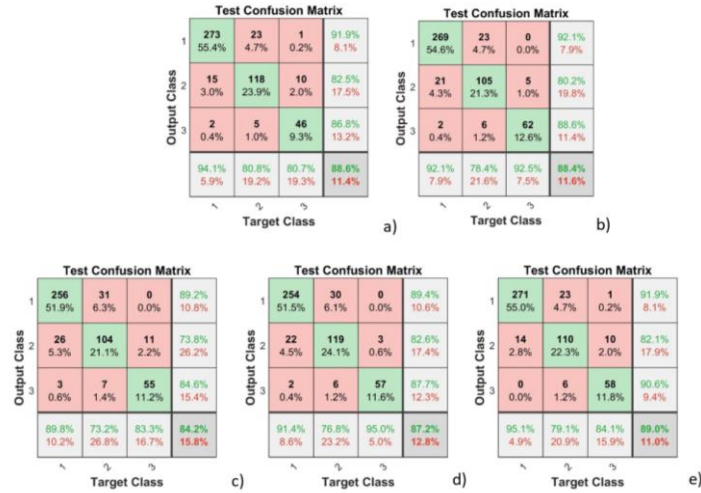 Test Confusion Matrix
273 23 1 91.9%
1 55.4% 4.7% 0.2% 8.1%
15 118 10 82.5%
2 3.0% 23.9% 2.0% 17.5%
2 5 46 86.8%
3 0.4% 1.0% 9.3% 13.2%
94.1% 80.8% 80.7% 88.6%
5.9% 19.2% 19.3% 11.4%
1 2 3
Target Class
Output Class
a)
Test Confusion Matrix
269 23 0 92.1%
1 54.6% 4.7% 0.0% 7.9%
21 105 5 80.2%
2 4.3% 21.3% 1.0% 19.8%
2 6 62 88.6%
3 0.4% 1.2% 12.6% 11.4%
92.1% 78.4% 92.5% 88.4%
7.9% 21.6% 7.5% 11.6%
1 2 3
Target Class
Output Class
b)
Test Confusion Matrix
256 31 0 89.2%
1 51.9% 6.3% 0.0% 10.8%
26 104 11 73.8%
2 5.3% 21.1% 2.2% 26.2%
3 7 55 84.6%
3 0.6% 1.4% 11.2% 15.4%
89.8% 73.2% 83.3% 84.2%
10.2% 26.8% 16.7% 15.8%
1 2 3
Target Class
Output Class
c)
Test Confusion Matrix
254 30 0 89.4%
1 51.5% 6.1% 0.0% 10.6%
22 119 3 82.6%
2 4.5% 24.1% 0.6% 17.4%
2 6 57 87.7%
3 0.4% 1.2% 11.6% 12.3%
91.4% 76.8% 95.0% 87.2%
8.6% 23.2% 5.0% 12.8%
1 2 3
Target Class
Output Class
d)
Test Confusion Matrix
271 23 1 91.9%
1 55.0% 4.7% 0.2% 8.1%
14 110 10 82.1%
2 2.8% 22.3% 2.0% 17.9%
0 6 58 90.6%
3 0.0% 1.2% 11.8% 9.4%
95.1% 79.1% 84.1% 89.0%
4.9% 20.9% 15.9% 11.0%
1 2 3
Target Class
Output Class
e)